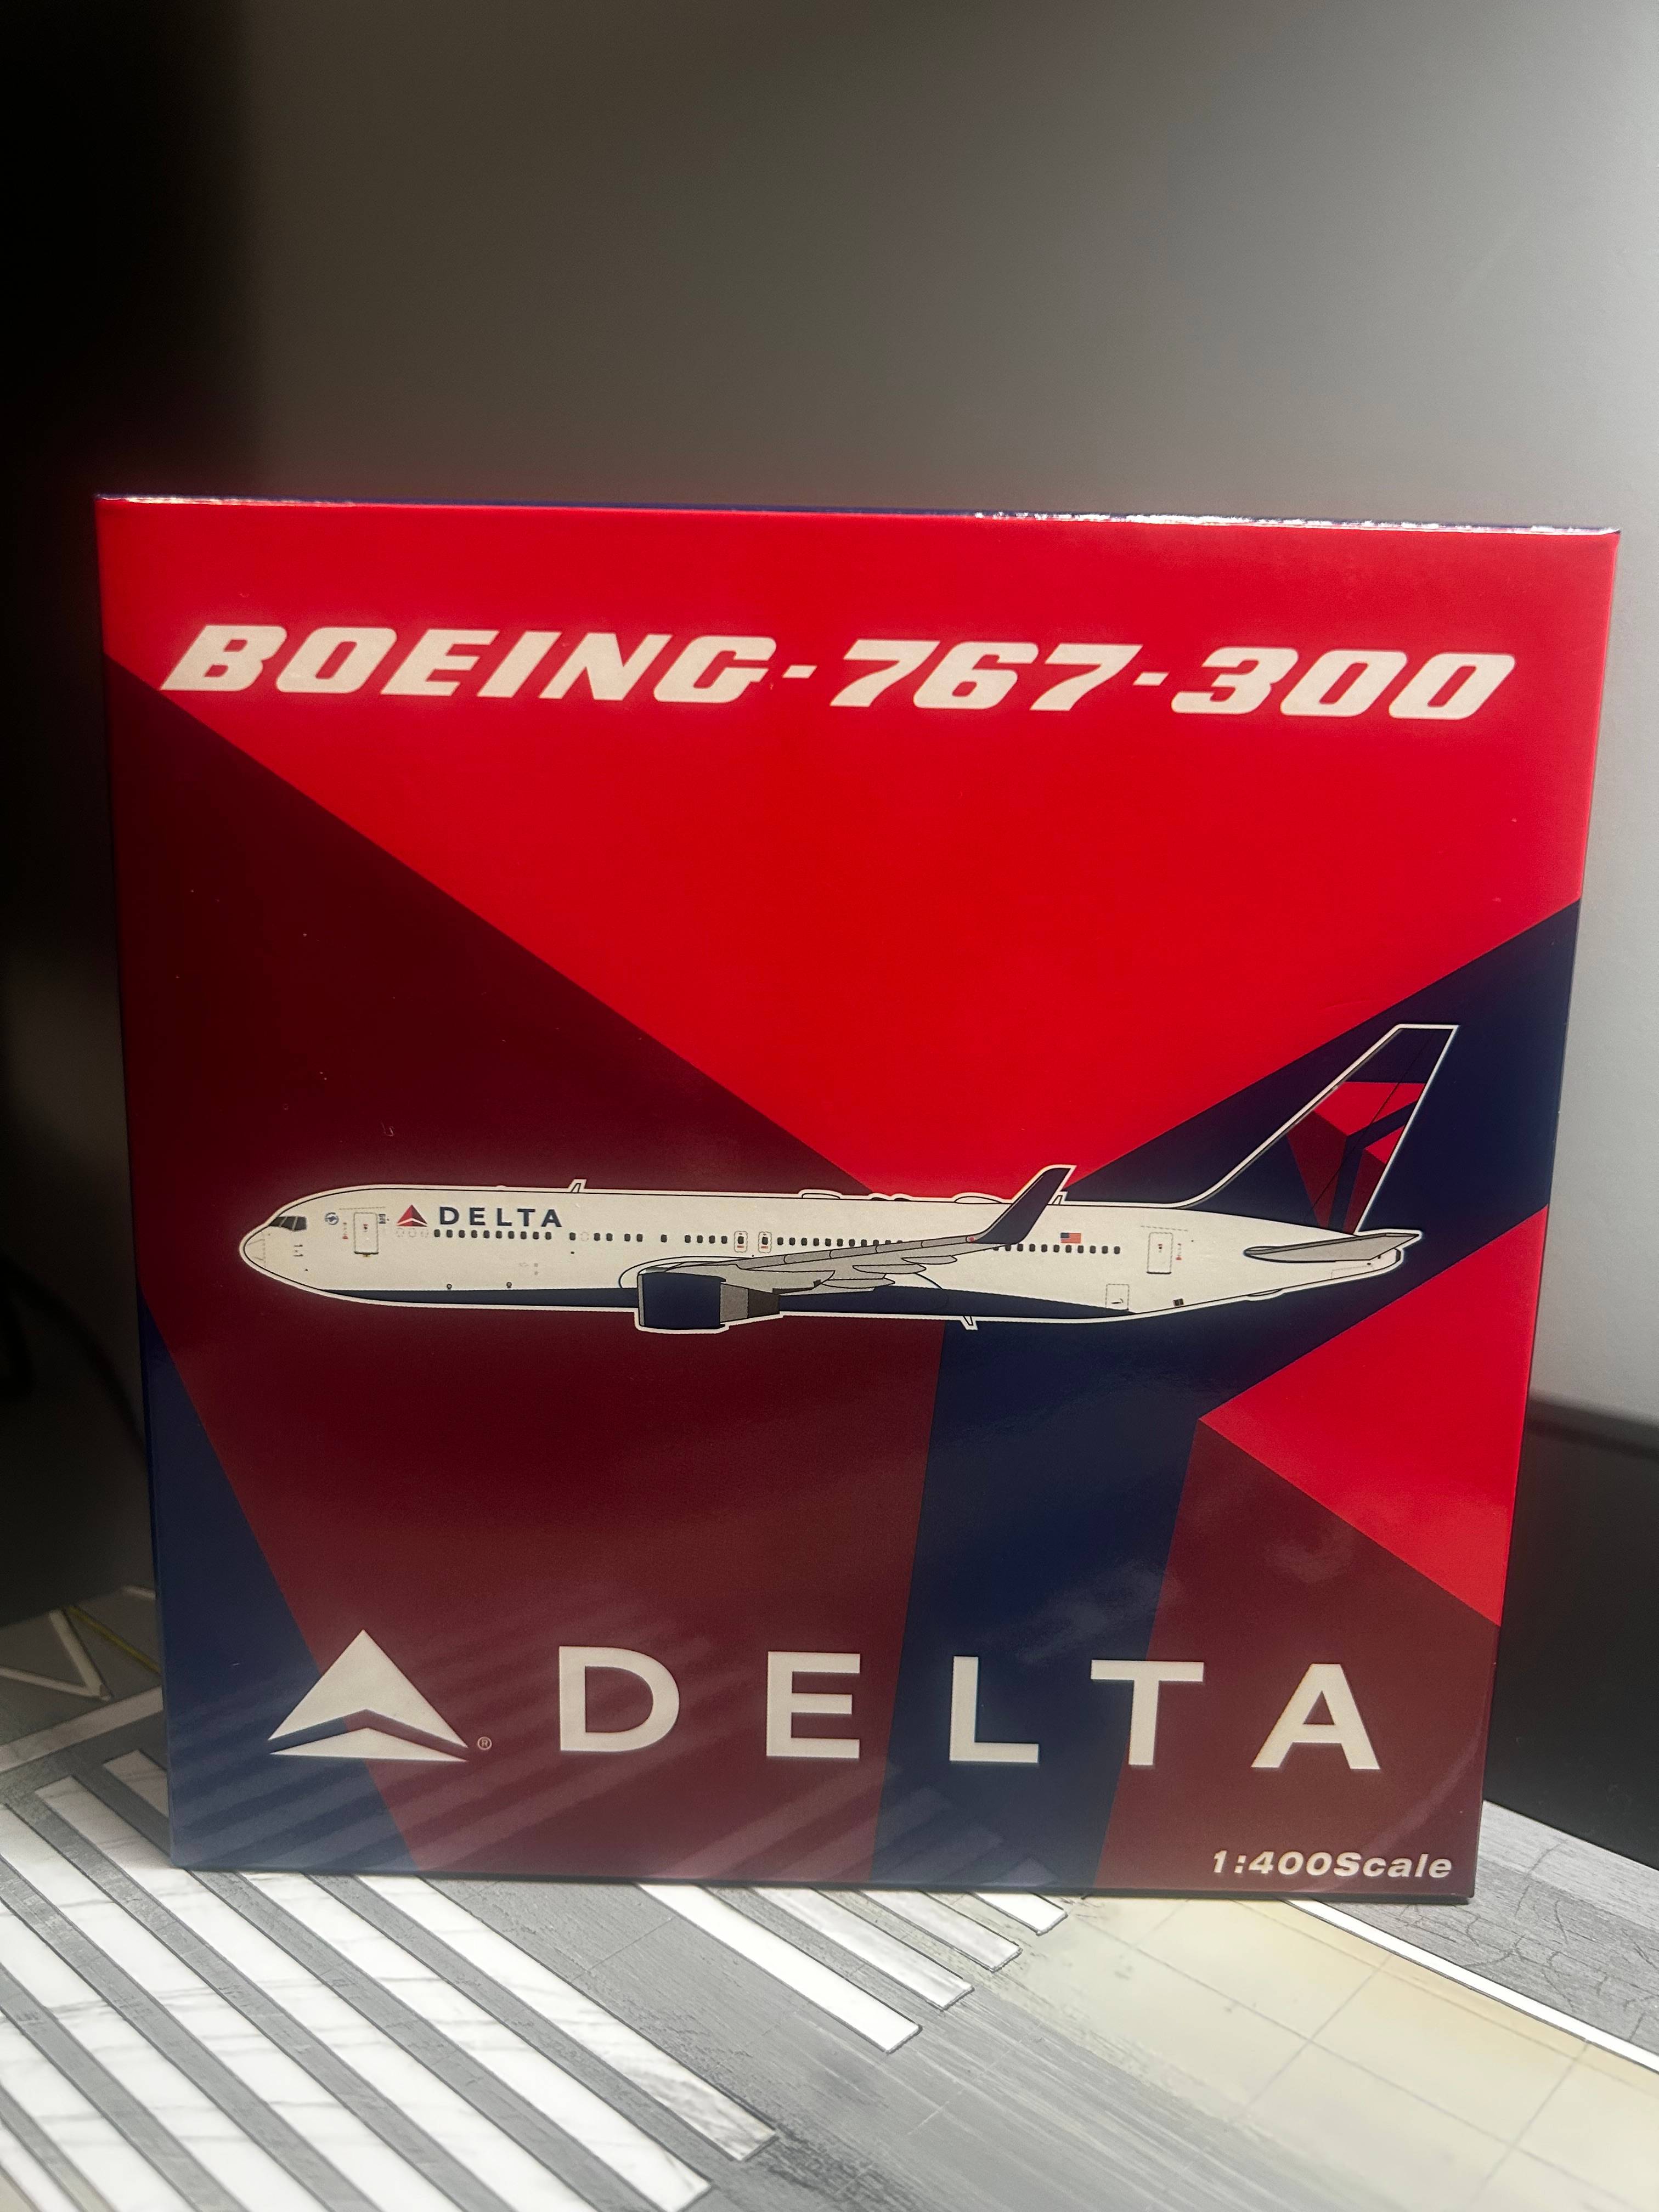 BOEING-767-300
DELTA
DELTA®
1:400Scale